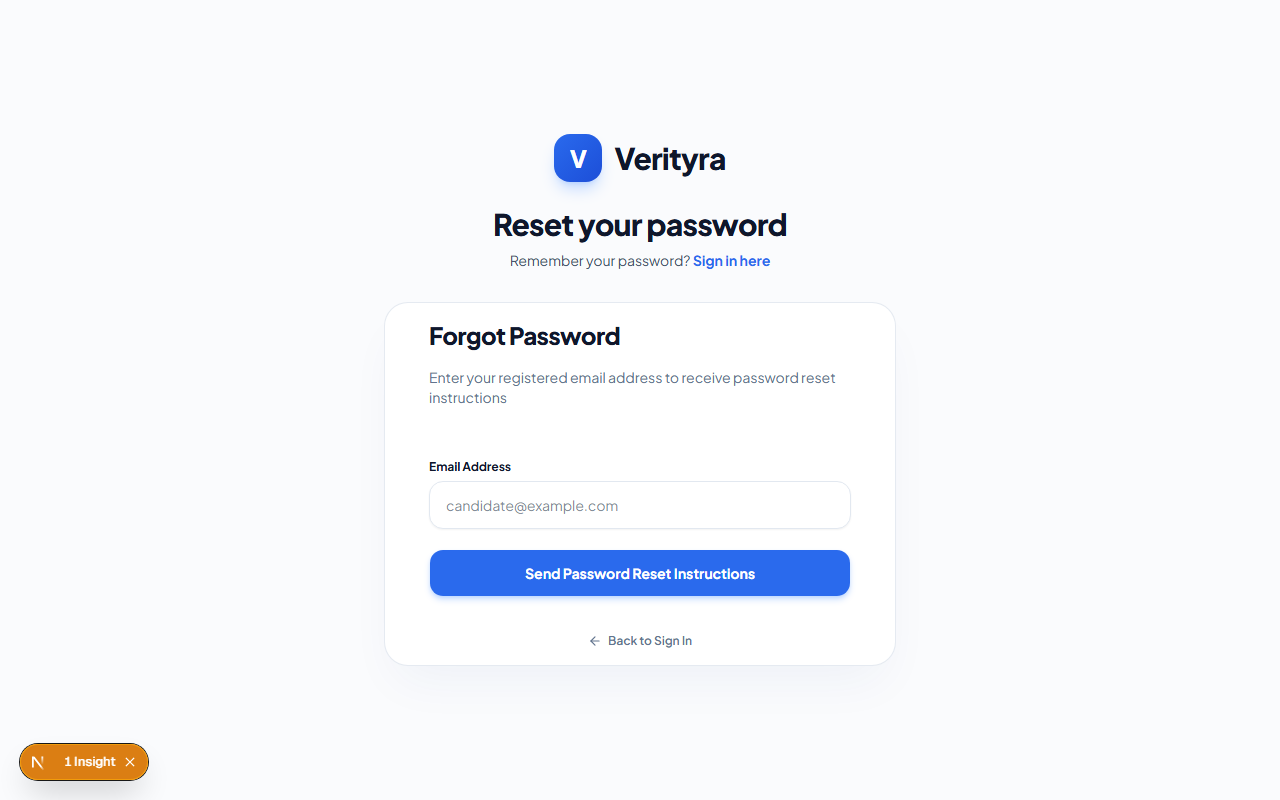 V
Verityra
Reset your password
Remember your password? Sign in here
Forgot Password
Enter your registered email address to receive password reset
instructions
Email Address
candidate@example.com
Send Password Reset Instructions
← Back to Sign In
N 1 Insight ×